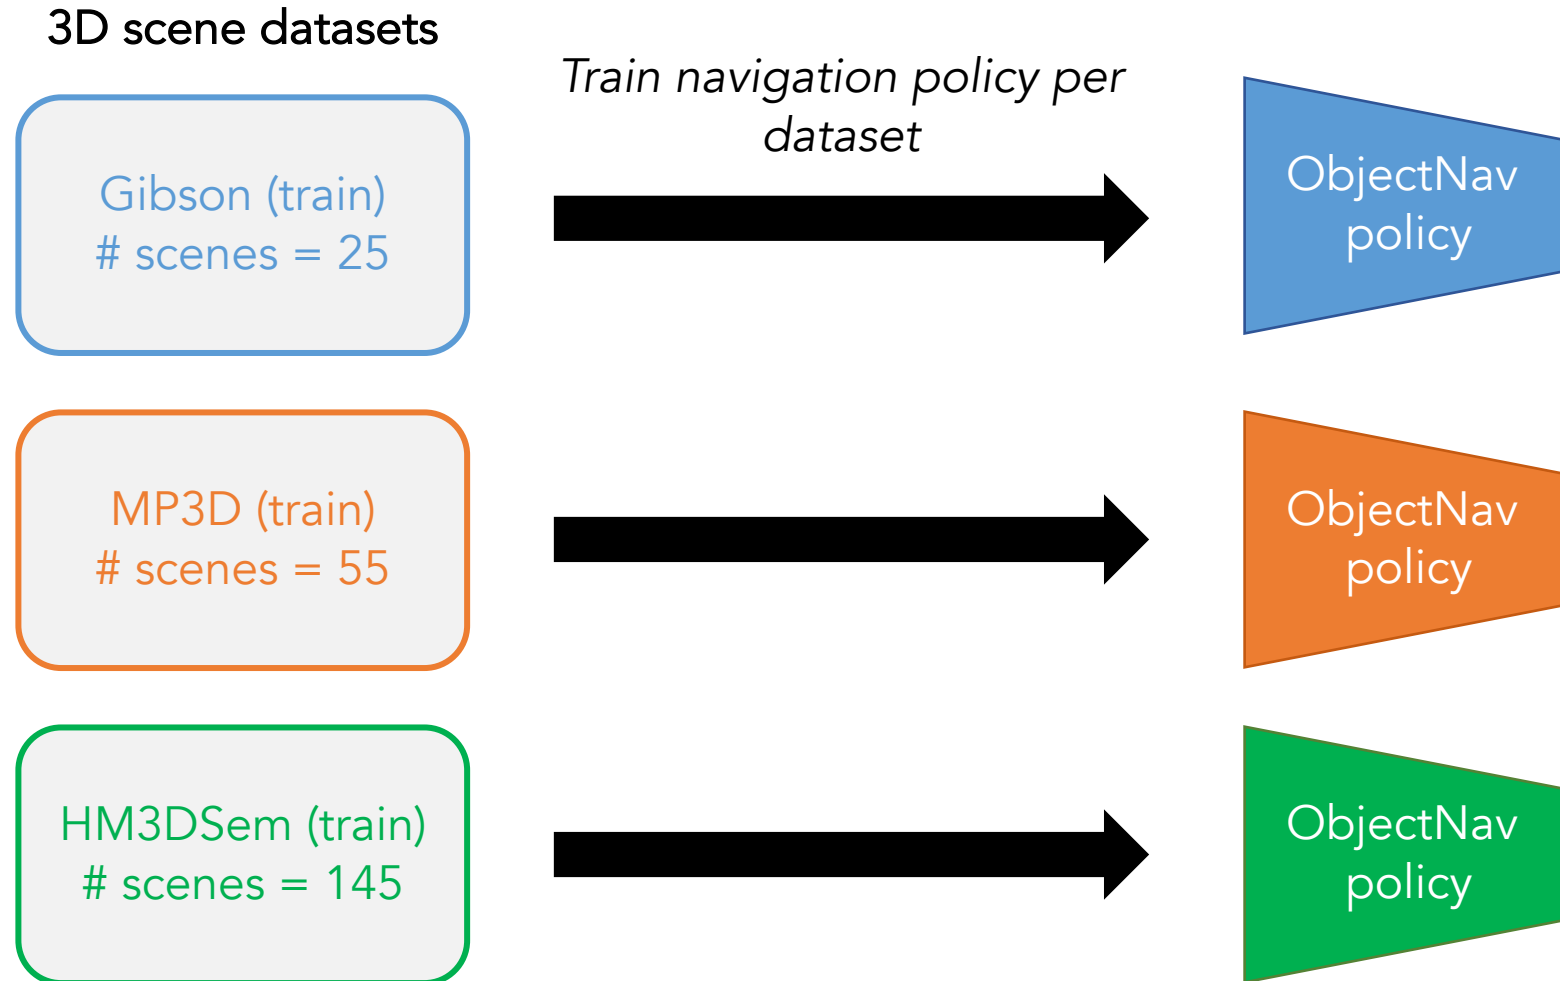 3D scene datasets
Train navigation policy per
dataset
Gibson (train)
# scenes = 25
ObjectNav
policy
MP3D (train)
# scenes = 55
ObjectNav
policy
HM3DSem (train)
# scenes = 145
ObjectNav
policy